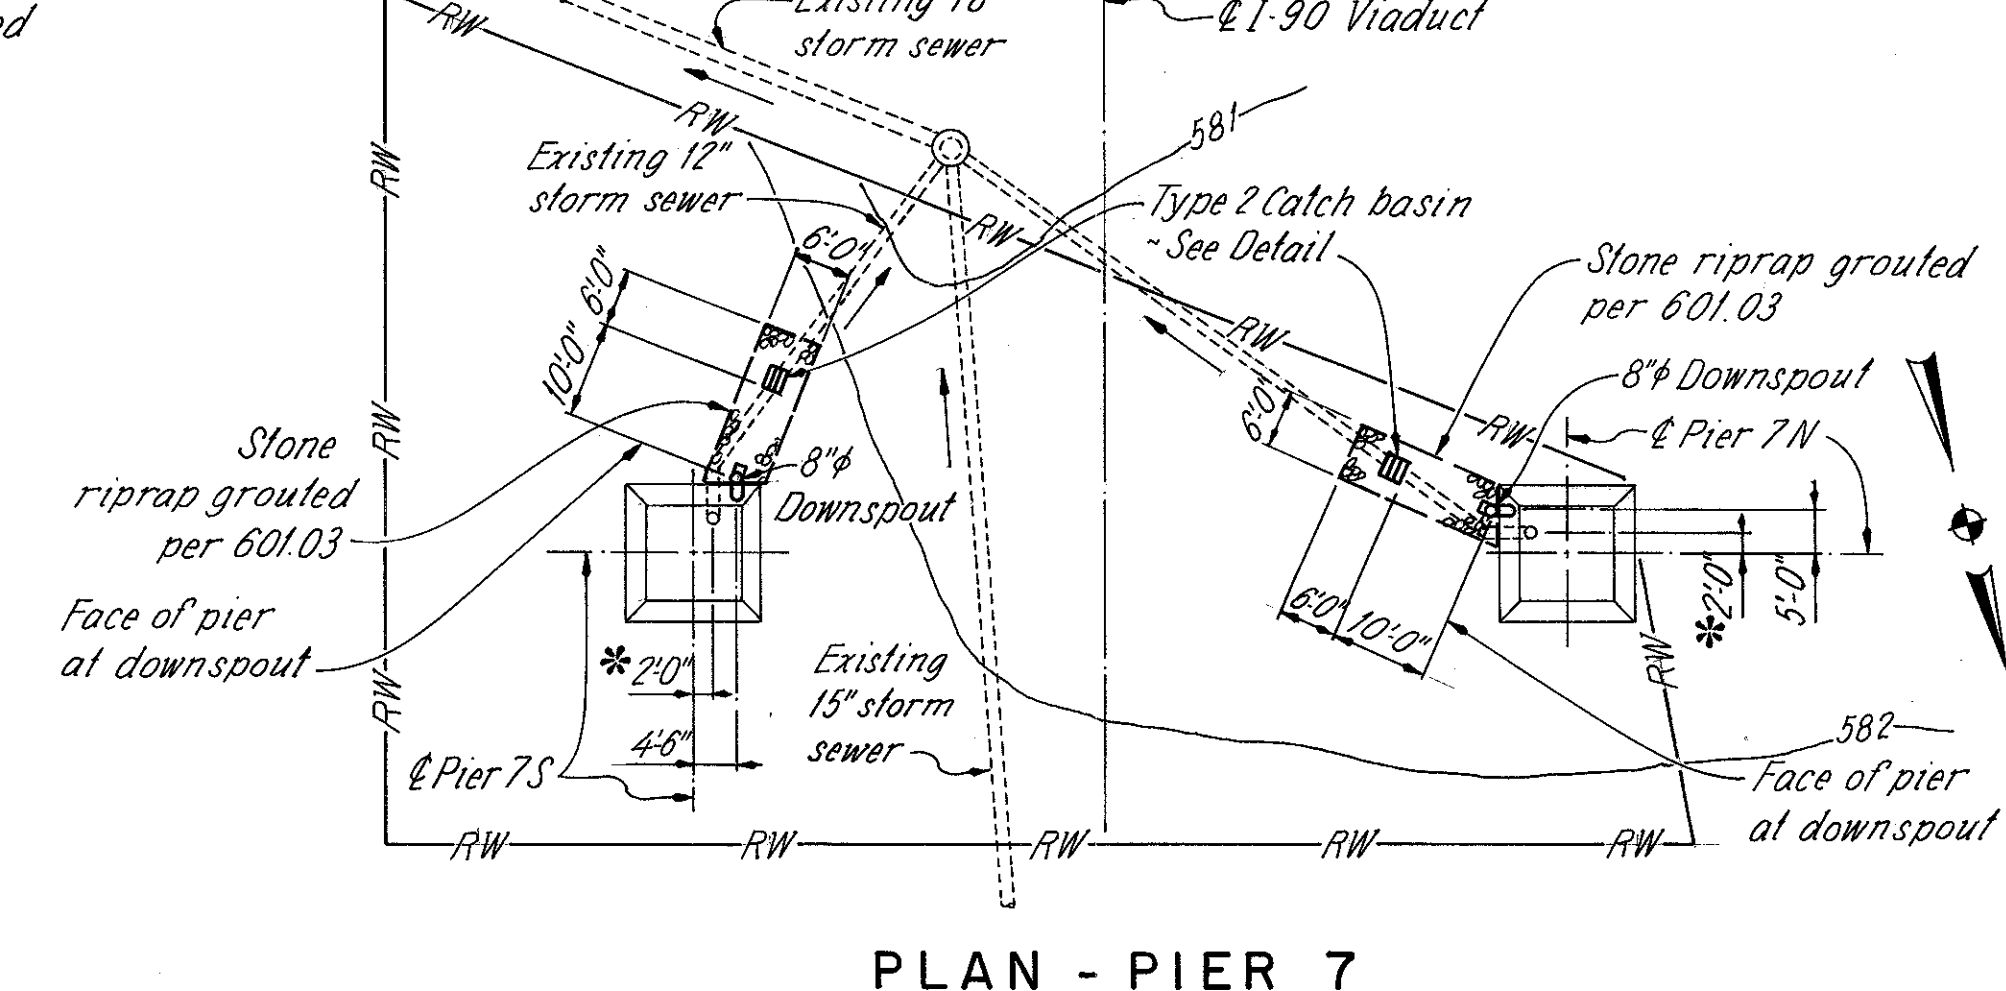 storm sewer
℄ I-90 Viaduct
RW
RW
581
Existing 12"
storm sewer
RW
RW
Type 2 Catch basin
~ See Detail
6'-0"
6'-0"
10'-0"
Stone riprap grouted
per 601.03
RW
8"ϕ Downspout
6'-0"
RW
℄ Pier 7N
Stone
riprap grouted
per 601.03
RW
8"ϕ
Downspout
Face of pier
at downspout
6'-0"
10'-0"
* 2'-0"
5'-0"
RW
* 2'-0"
4'-6"
RW
℄ Pier 7S
Existing
15" storm
sewer
582
Face of pier
at downspout
RW
RW
RW
RW
RW
PLAN - PIER 7